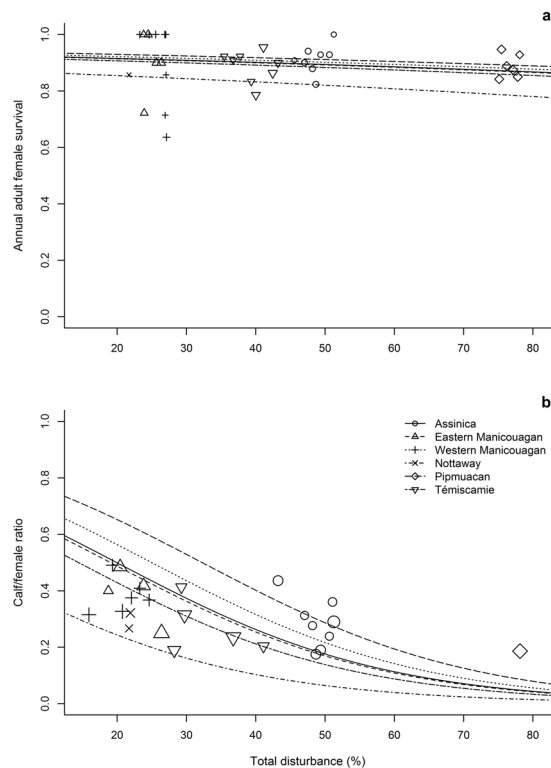 a
Annual adult female survival
1.0
0.8
0.6
0.4
0.2
0.0
20 30 40 50 60 70 80
b
Calf/female ratio
1.0
0.8
0.6
0.4
0.2
0.0
Assinica
Eastern Manicouagan
Western Manicouagan
Nottaway
Pipmuacan
Témiscamie
20 30 40 50 60 70 80
Total disturbance (%)